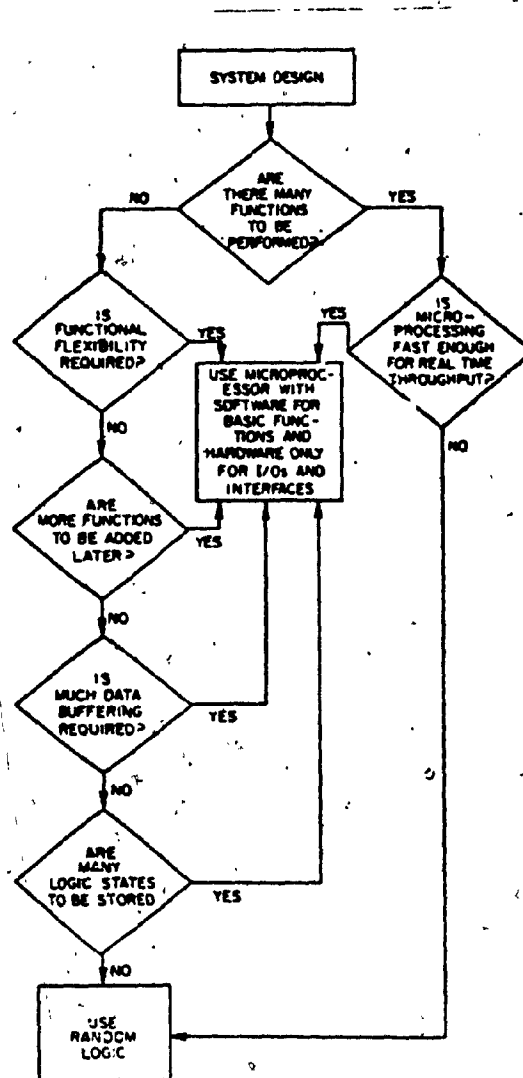 SYSTEM DESIGN
ARE
THERE MANY
FUNCTIONS
TO BE
PERFORMED?
NO
YES
IS
FUNCTIONAL
FLEXIBILITY
REQUIRED?
YES
NO
IS
MICRO-
PROCESSING
FAST ENOUGH
FOR REAL TIME
THROUGHPUT?
YES
NO
USE MICROPROC-
ESSOR WITH
SOFTWARE FOR
BASIC FUNC-
TIONS AND
HARDWARE ONLY
FOR I/Os AND
INTERFACES
ARE
MORE FUNCTIONS
TO BE ADDED
LATER?
YES
NO
IS
MUCH DATA
BUFFERING
REQUIRED?
YES
NO
ARE
MANY
LOGIC STATES
TO BE STORED
YES
NO
USE
RANDOM
LOGIC